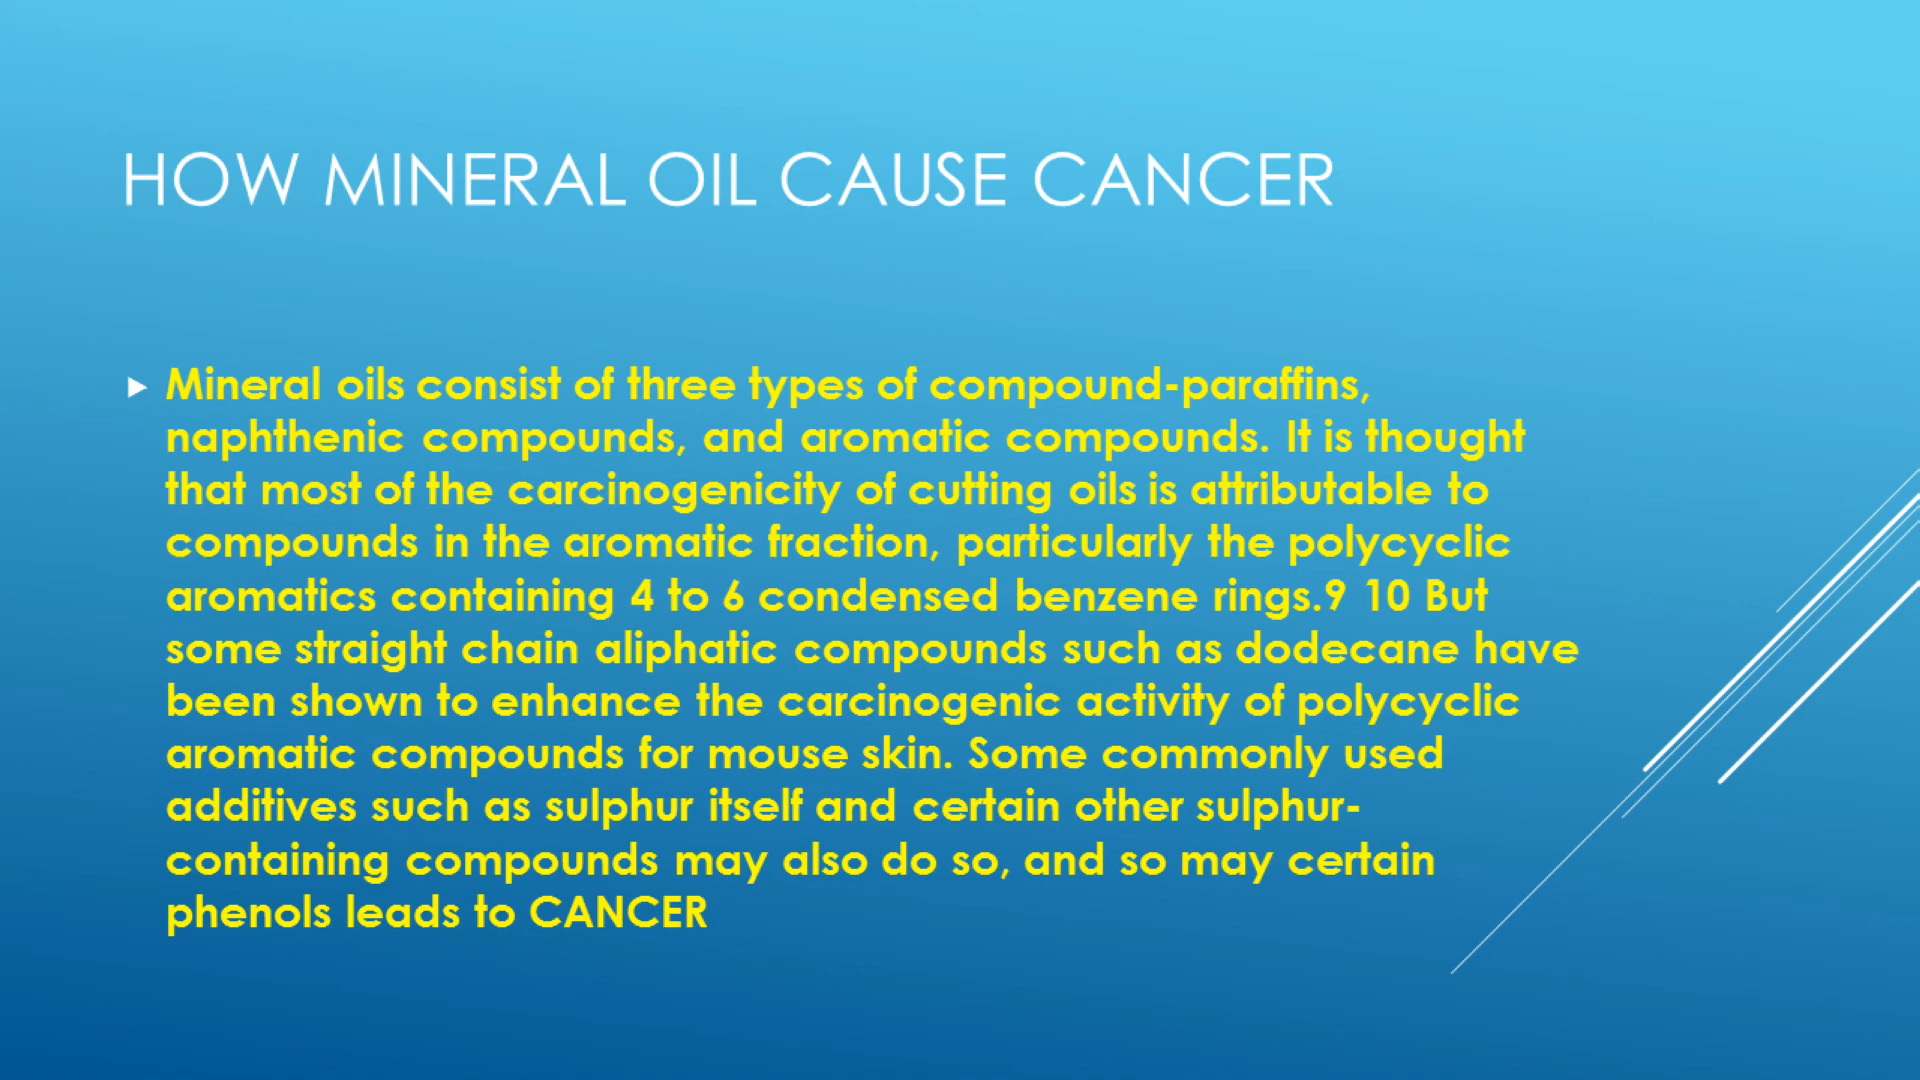 HOW MINERAL OIL CAUSE CANCER
Mineral oils consist of three types of compound-paraffins,
naphthenic compounds, and aromatic compounds. It is thought
that most of the carcinogenicity of cutting oils is attributable to
compounds in the aromatic fraction, particularly the polycyclic
aromatics containing 4 to 6 condensed benzene rings.9 10 But
some straight chain aliphatic compounds such as dodecane have
been shown to enhance the carcinogenic activity of polycyclic
aromatic compounds for mouse skin. Some commonly used
additives such as sulphur itself and certain other sulphur-
containing compounds may also do so, and so may certain
phenols leads to CANCER